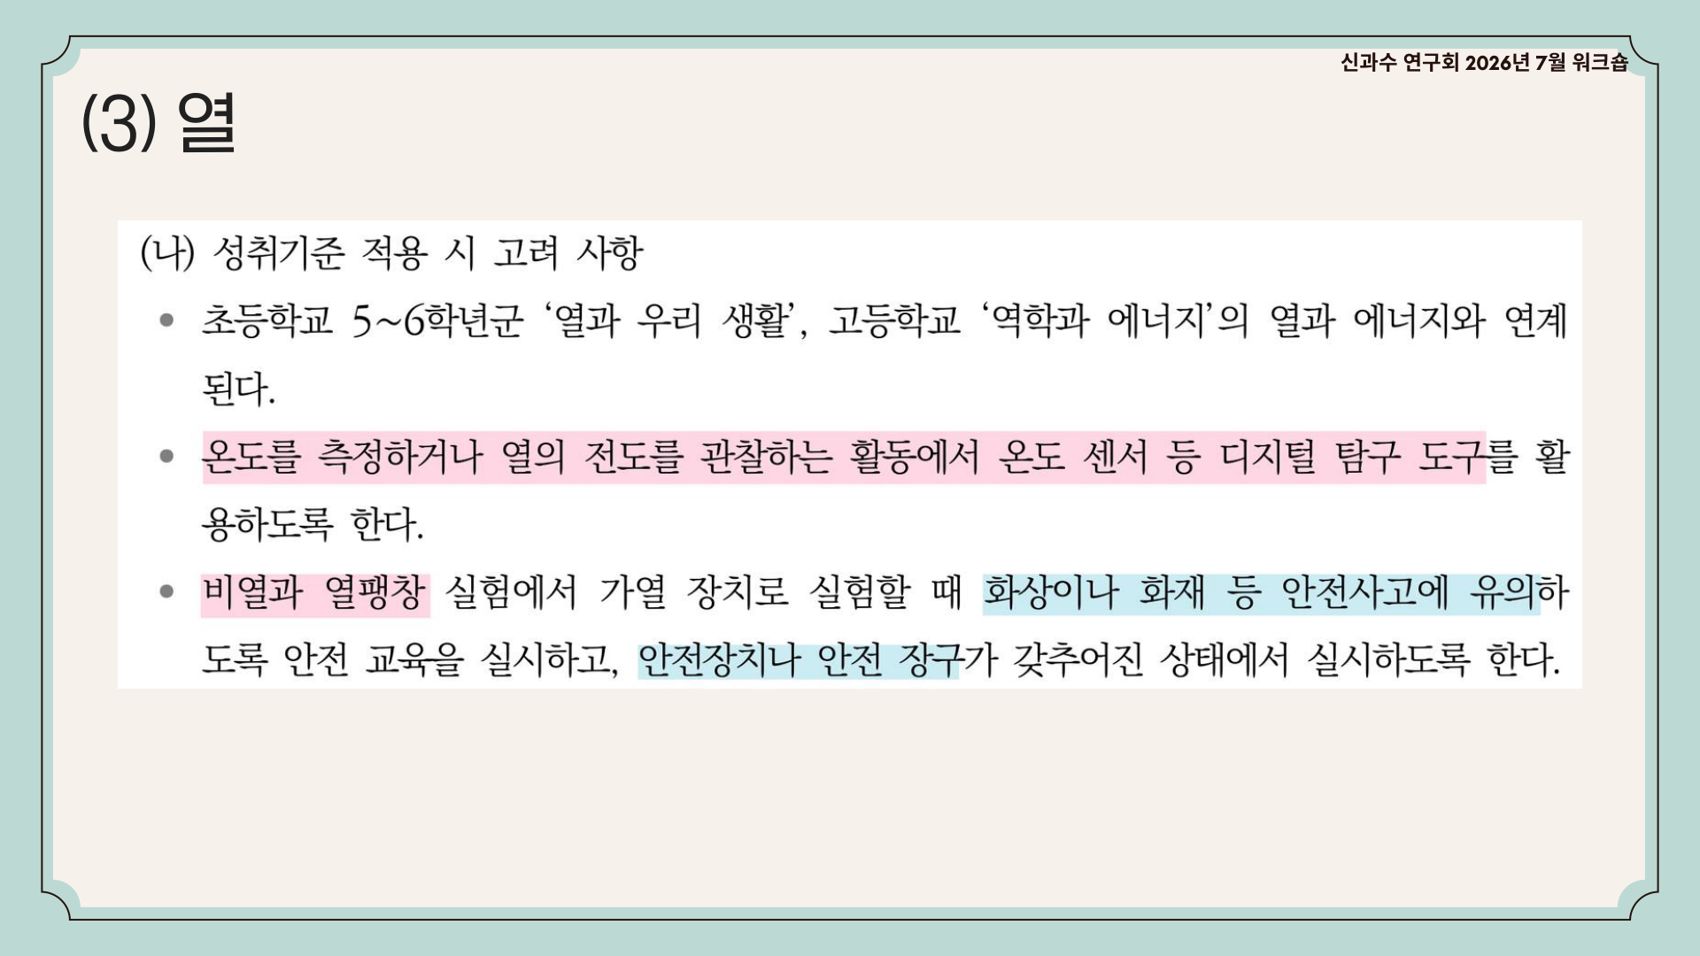 신과수 연구회 2026년 7월 워크숍
(3) 열
(나) 성취기준 적용 시 고려 사항
• 초등학교 5~6학년군 ‘열과 우리 생활’, 고등학교 ‘역학과 에너지’의 열과 에너지와 연계
된다.
• 온도를 측정하거나 열의 전도를 관찰하는 활동에서 온도 센서 등 디지털 탐구 도구를 활
용하도록 한다.
• 비열과 열팽창 실험에서 가열 장치로 실험할 때 화상이나 화재 등 안전사고에 유의하
도록 안전 교육을 실시하고, 안전장치나 안전 장구가 갖추어진 상태에서 실시하도록 한다.